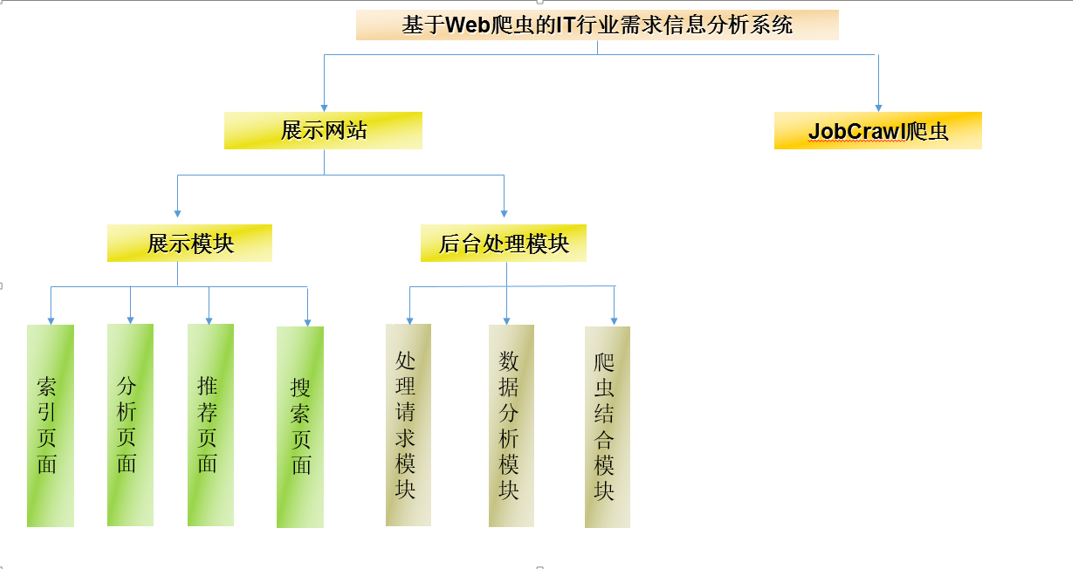 基于Web爬虫的IT行业需求信息分析系统
展示网站
JobCrawl爬虫
展示模块
后台处理模块
索引页面
分析页面
推荐页面
搜索页面
处理请求模块
数据分析模块
爬虫结合模块